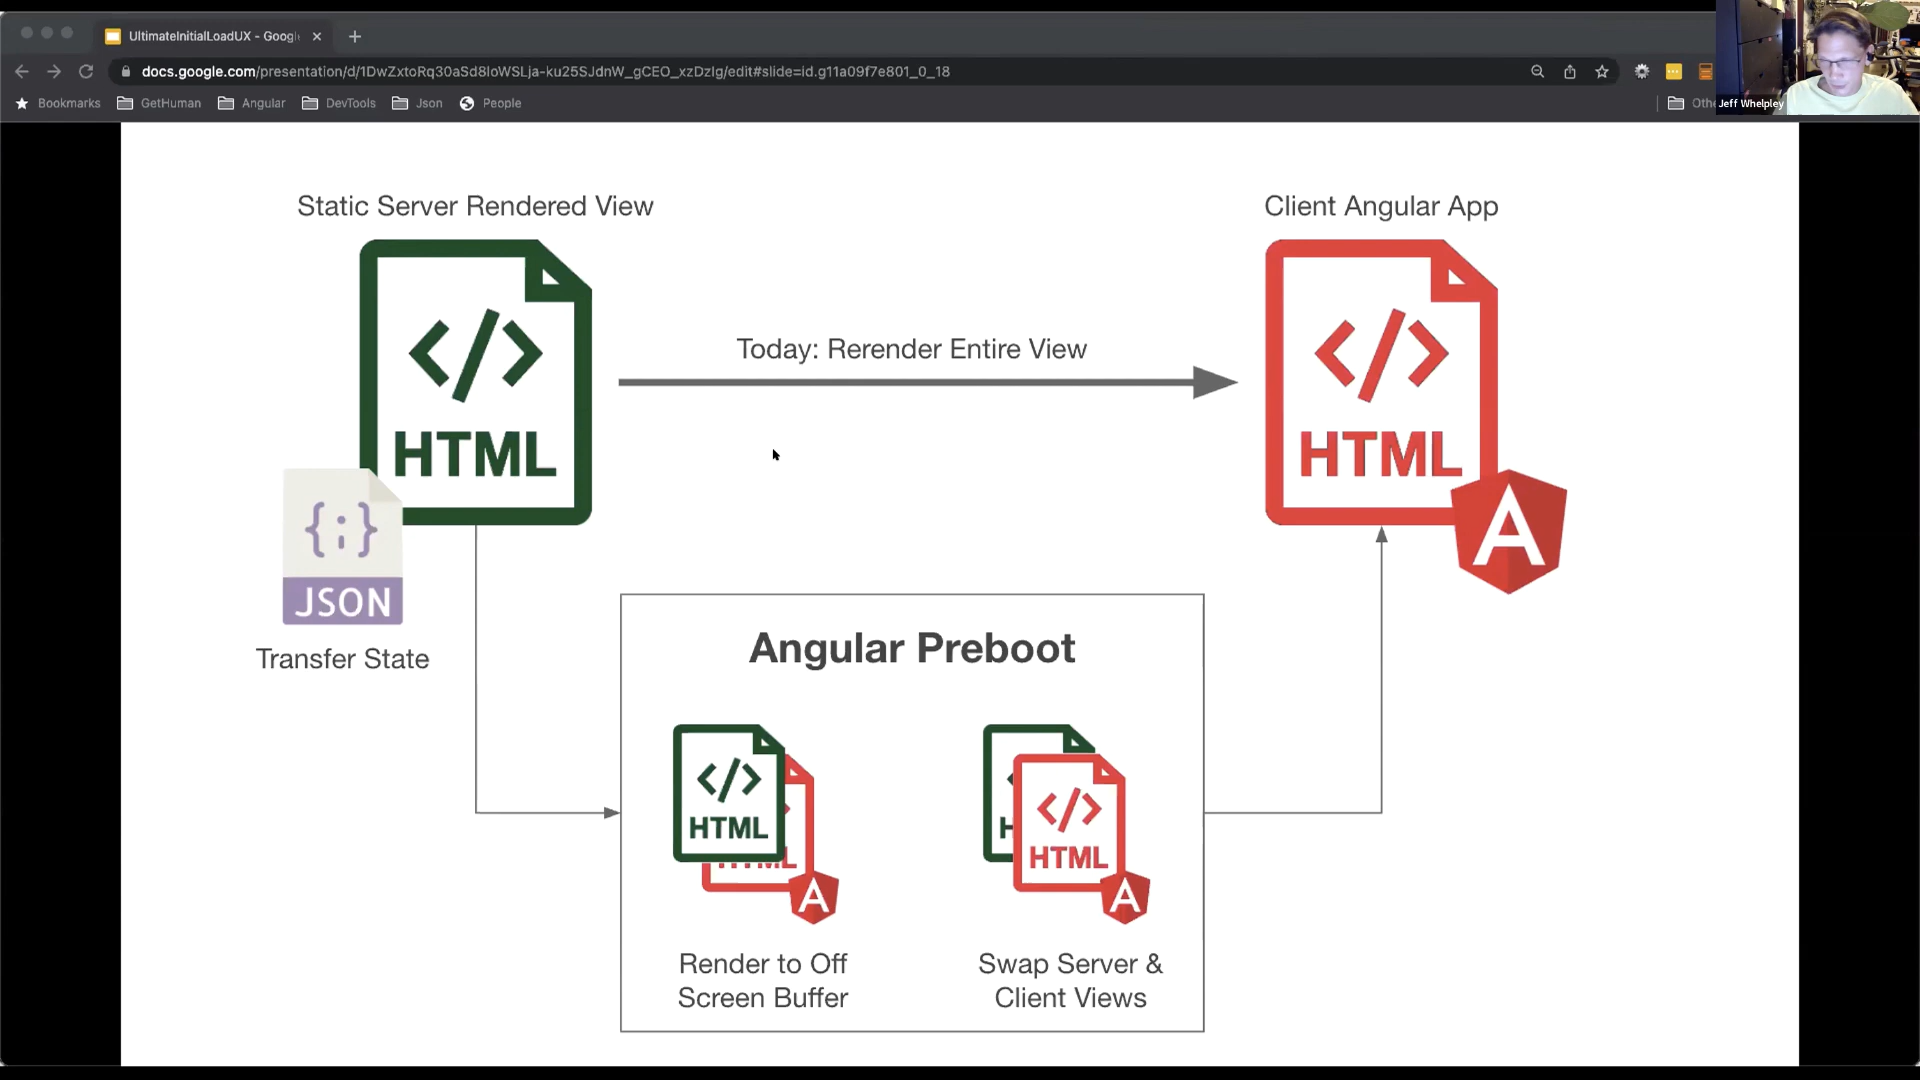 UltimateInitialLoadUX - Googl
docs.google.com/presentation/d/1DwZxtoRq30aSd8loWSLja-ku25SJdnW_gCEO_xzDzlg/edit#slide=id.g11a09f7e801_0_18
Bookmarks GetHuman Angular DevTools Json People Oth
Jeff Whelpley
Static Server Rendered View
Client Angular App
Today: Rerender Entire View
HTML
HTML
JSON
Transfer State
Angular Preboot
HTML
HTML
HTML
Render to Off
Screen Buffer
Swap Server &
Client Views